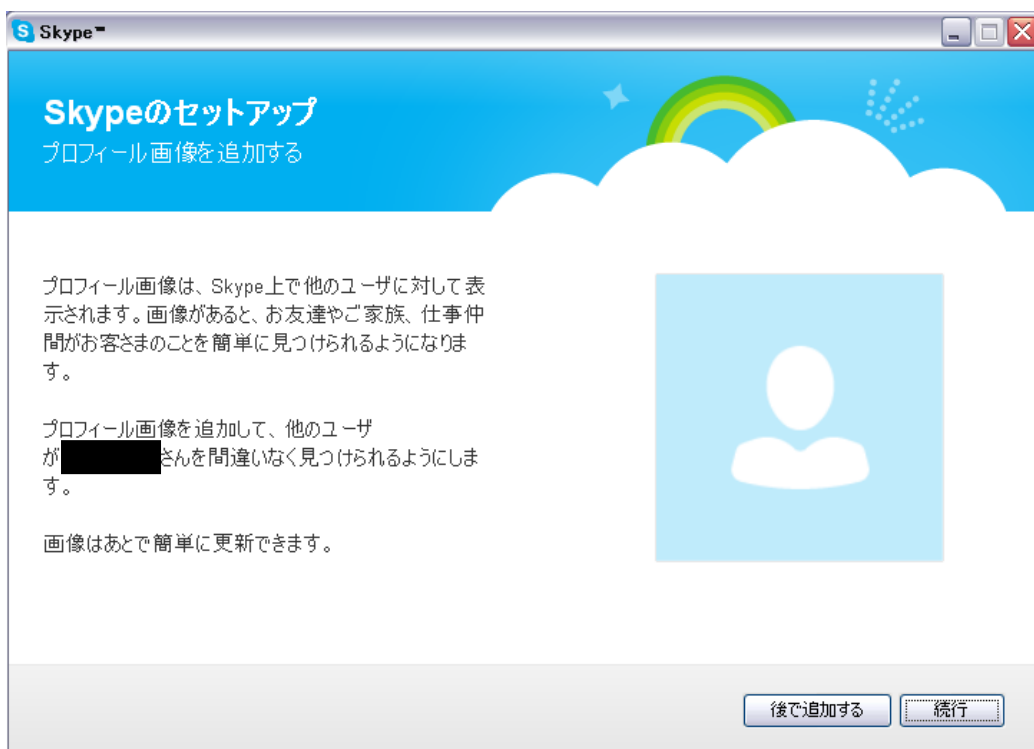 Skype™
Skypeのセットアップ
プロフィール画像を追加する
プロフィール画像は、Skype上で他のユーザに対して表
示されます。画像があると、お友達やご家族、仕事仲
間がお客さまのことを簡単に見つけられるようになりま
す。
プロフィール画像を追加して、他のユーザ
が さんを間違いなく見つけられるようにしま
す。
画像はあとで簡単に更新できます。
後で追加する
続行